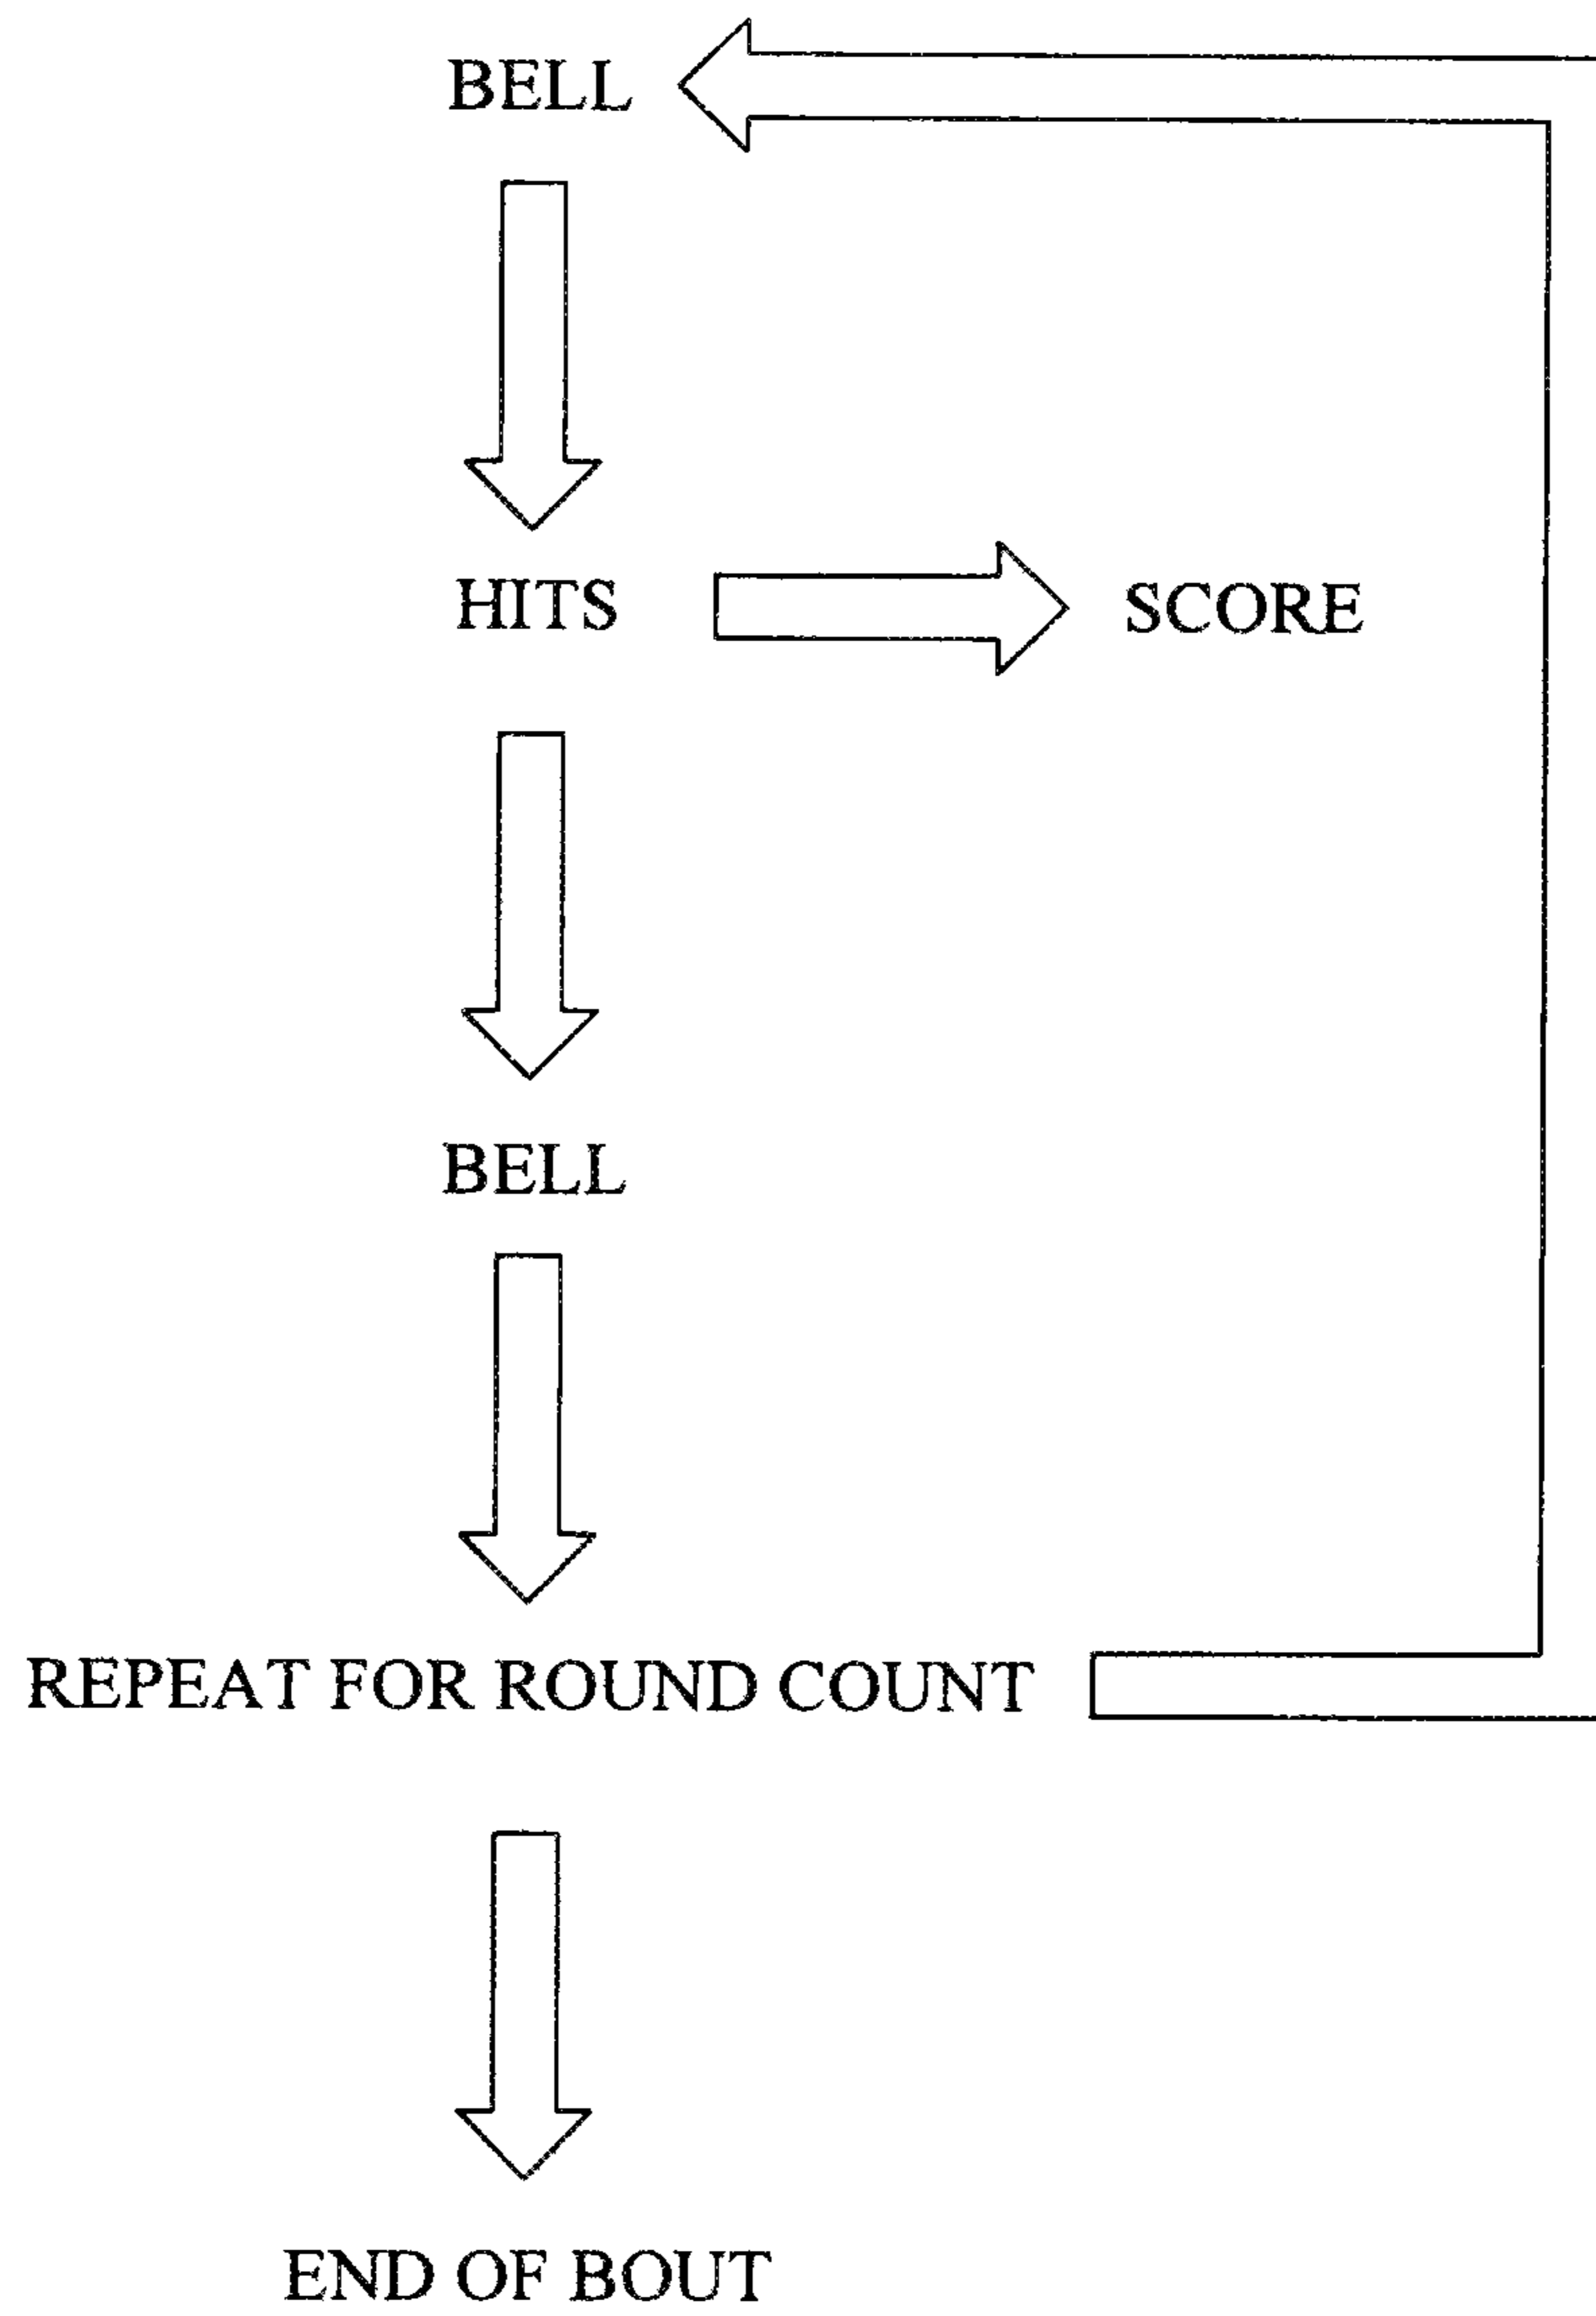 BELL
HITS
SCORE
BELL
REPEAT FOR ROUND COUNT
END OF BOUT